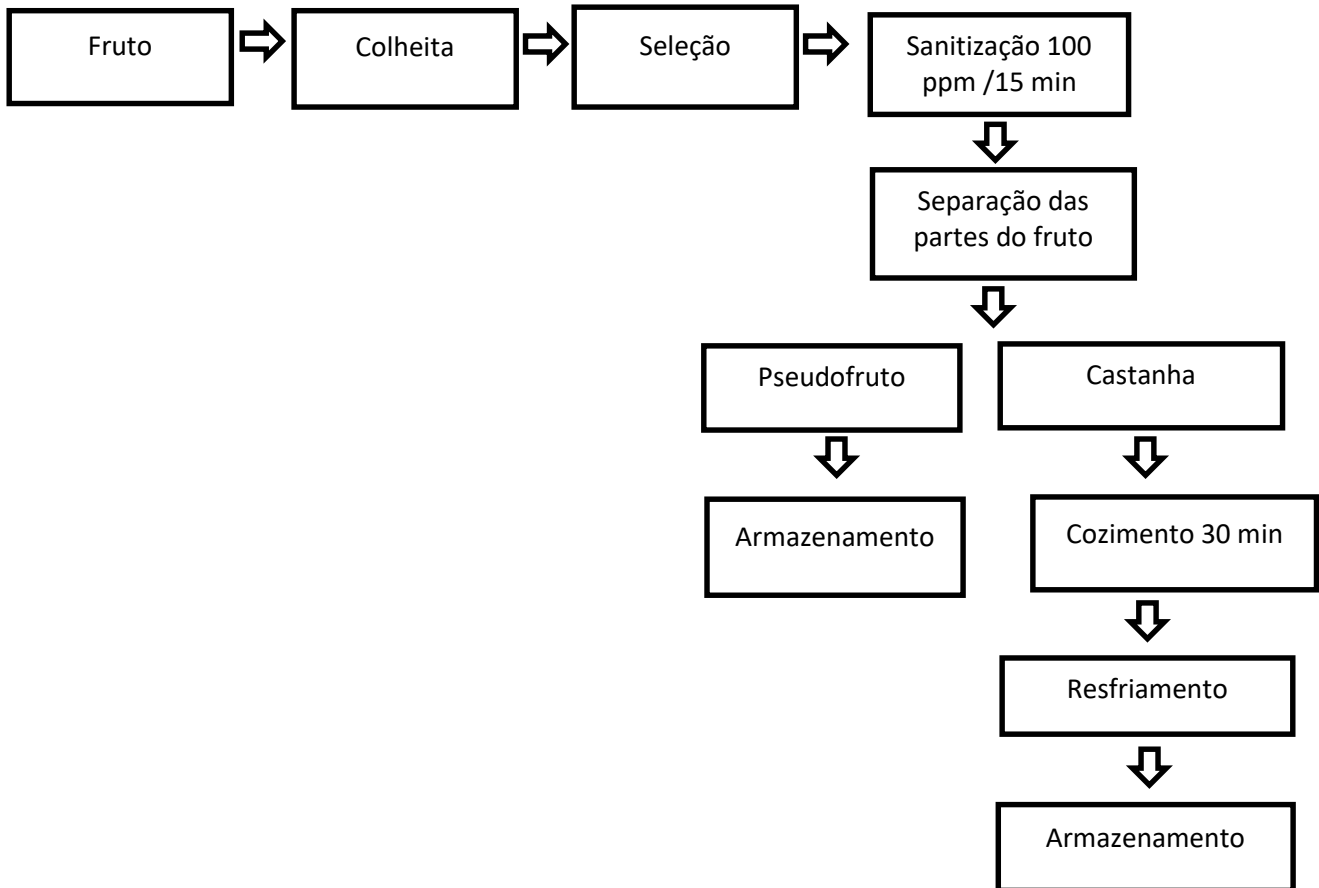 Fruto
Colheita
Seleção
Sanitização 100
ppm /15 min
Separação das
partes do fruto
Pseudofruto
Castanha
Armazenamento
Cozimento 30 min
Resfriamento
Armazenamento